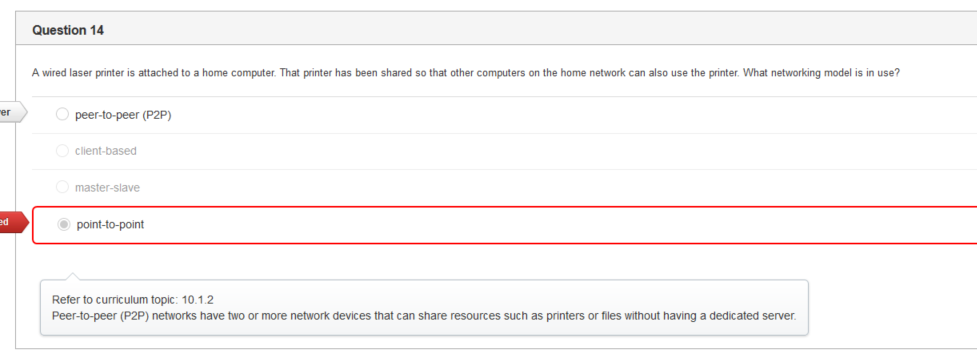 Question 14
A wired laser printer is attached to a home computer. That printer has been shared so that other computers on the home network can also use the printer. What networking model is in use?
er
peer-to-peer (P2P)
client-based
master-slave
ed
point-to-point
Refer to curriculum topic: 10.1.2
Peer-to-peer (P2P) networks have two or more network devices that can share resources such as printers or files without having a dedicated server.